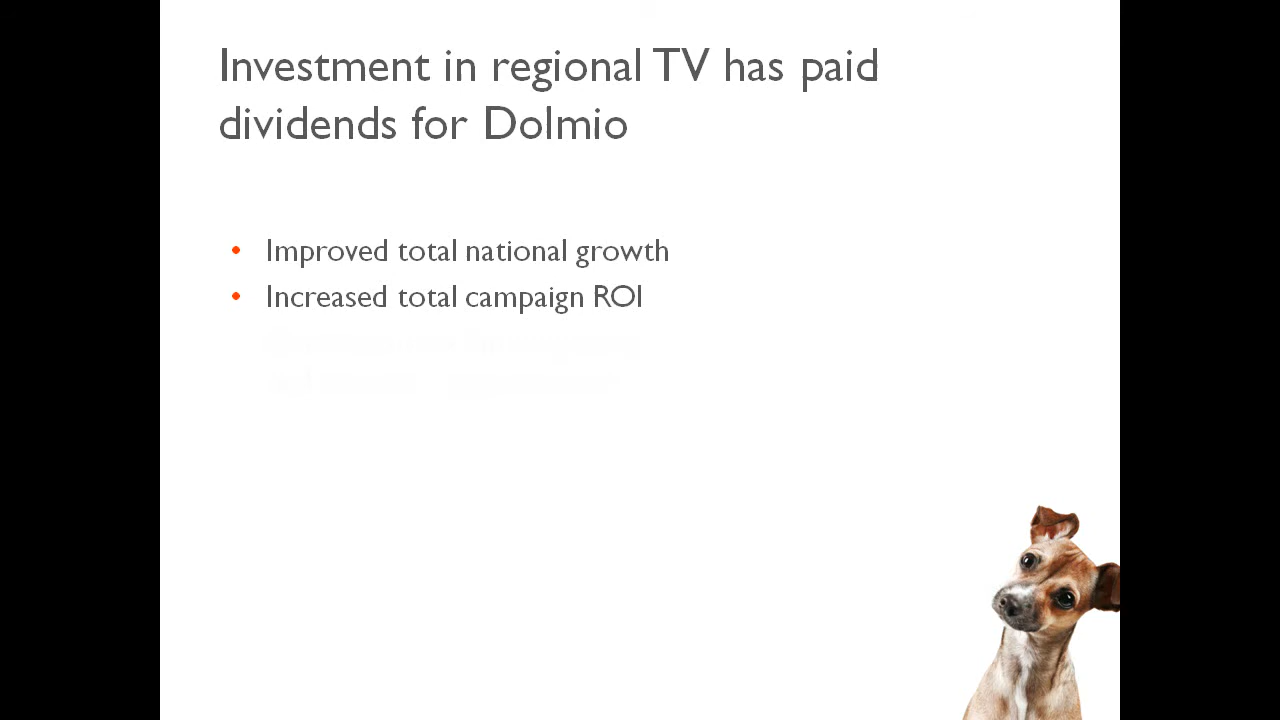 Investment in regional TV has paid
dividends for Dolmio
• Improved total national growth
• Increased total campaign ROI